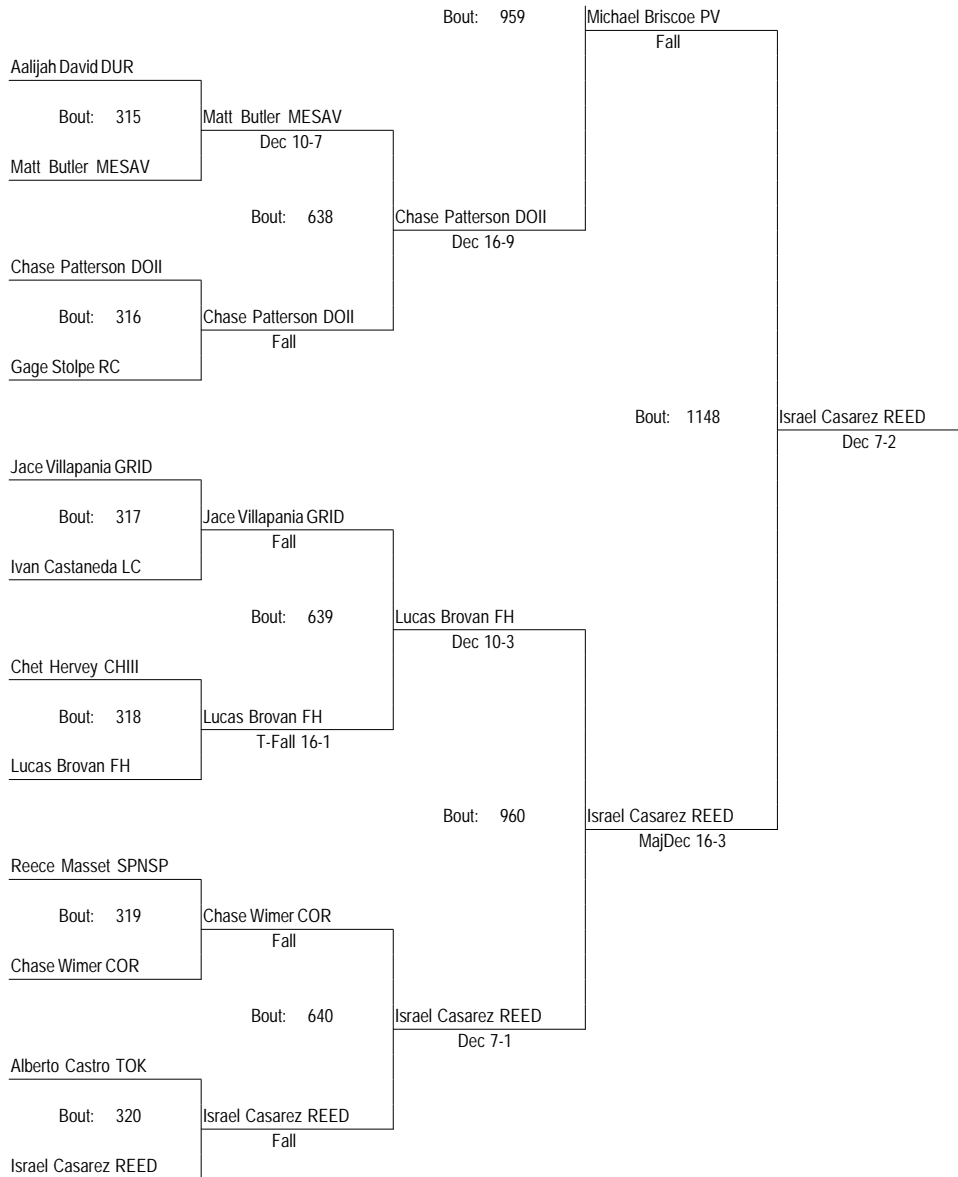 Bout: 959 Michael Briscoe PV
Fall
Aalijah David DUR
Bout: 315 Matt Butler MESAV
Dec 10-7
Matt Butler MESAV
Bout: 638 Chase Patterson DOII
Dec 16-9
Chase Patterson DOII
Bout: 316 Chase Patterson DOII
Fall
Gage Stolpe RC
Bout: 1148 Israel Casarez REED
Dec 7-2
Jace Villapania GRID
Bout: 317 Jace Villapania GRID
Fall
Ivan Castaneda LC
Bout: 639 Lucas Brovan FH
Dec 10-3
Chet Hervey CHIII
Bout: 318 Lucas Brovan FH
T-Fall 16-1
Lucas Brovan FH
Bout: 960 Israel Casarez REED
MajDec 16-3
Reece Masset SPNSP
Bout: 319 Chase Wimer COR
Fall
Chase Wimer COR
Bout: 640 Israel Casarez REED
Dec 7-1
Alberto Castro TOK
Bout: 320 Israel Casarez REED
Fall
Israel Casarez REED